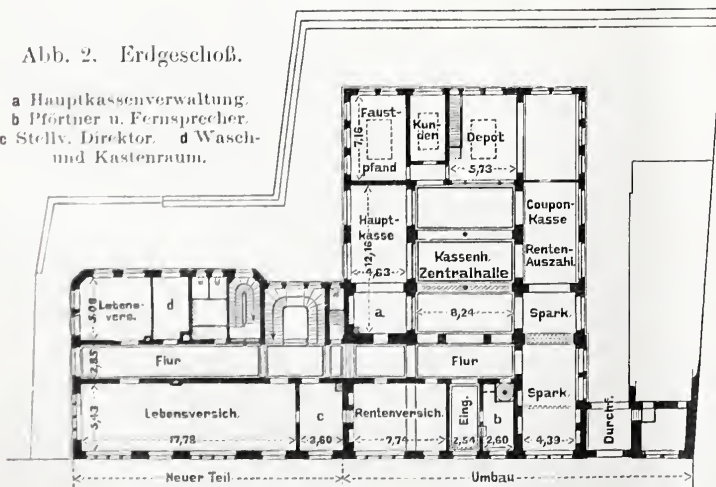 Abb. 2. Erdgeschoß.
a Hauptkassenverwaltung.
b Pförtner u. Fernsprecher.
c Stellv. Direktor. d Wasch-
und Kastenraum.
Faust-
pfand
7,16
Kun-
den
Depot
5,73
Haupt-
kasse
12,16
4,63
a
Kassenh.
Zentralhalle
8,24
Coupon-
Kasse
Renten-
Auszahl.
Spark.
Lebens-
vers.
5,08
d
Flur
2,85
Flur
Spark.
4,39
Lebensversich.
5,43
17,78
c
3,60
Rentenversich.
7,74
Eing.
2,54
b
2,60
Durchf.
Neuer Teil
Umbau